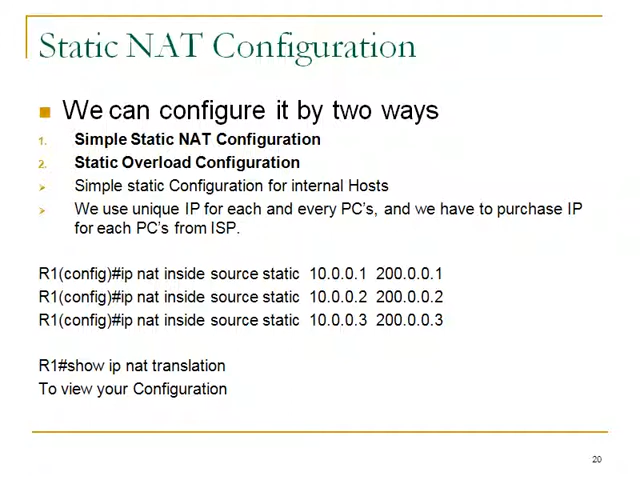 Static NAT Configuration
We can configure it by two ways
1. Simple Static NAT Configuration
2. Static Overload Configuration
Simple static Configuration for internal Hosts
We use unique IP for each and every PC's, and we have to purchase IP
for each PC's from ISP.
R1(config)#ip nat inside source static 10.0.0.1 200.0.0.1
R1(config)#ip nat inside source static 10.0.0.2 200.0.0.2
R1(config)#ip nat inside source static 10.0.0.3 200.0.0.3
R1#show ip nat translation
To view your Configuration
20